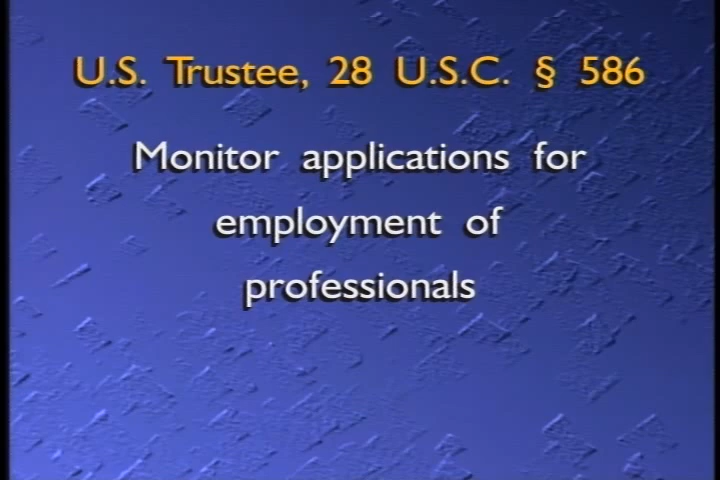 U.S. Trustee, 28 U.S.C. § 586
Monitor applications for
employment of
professionals